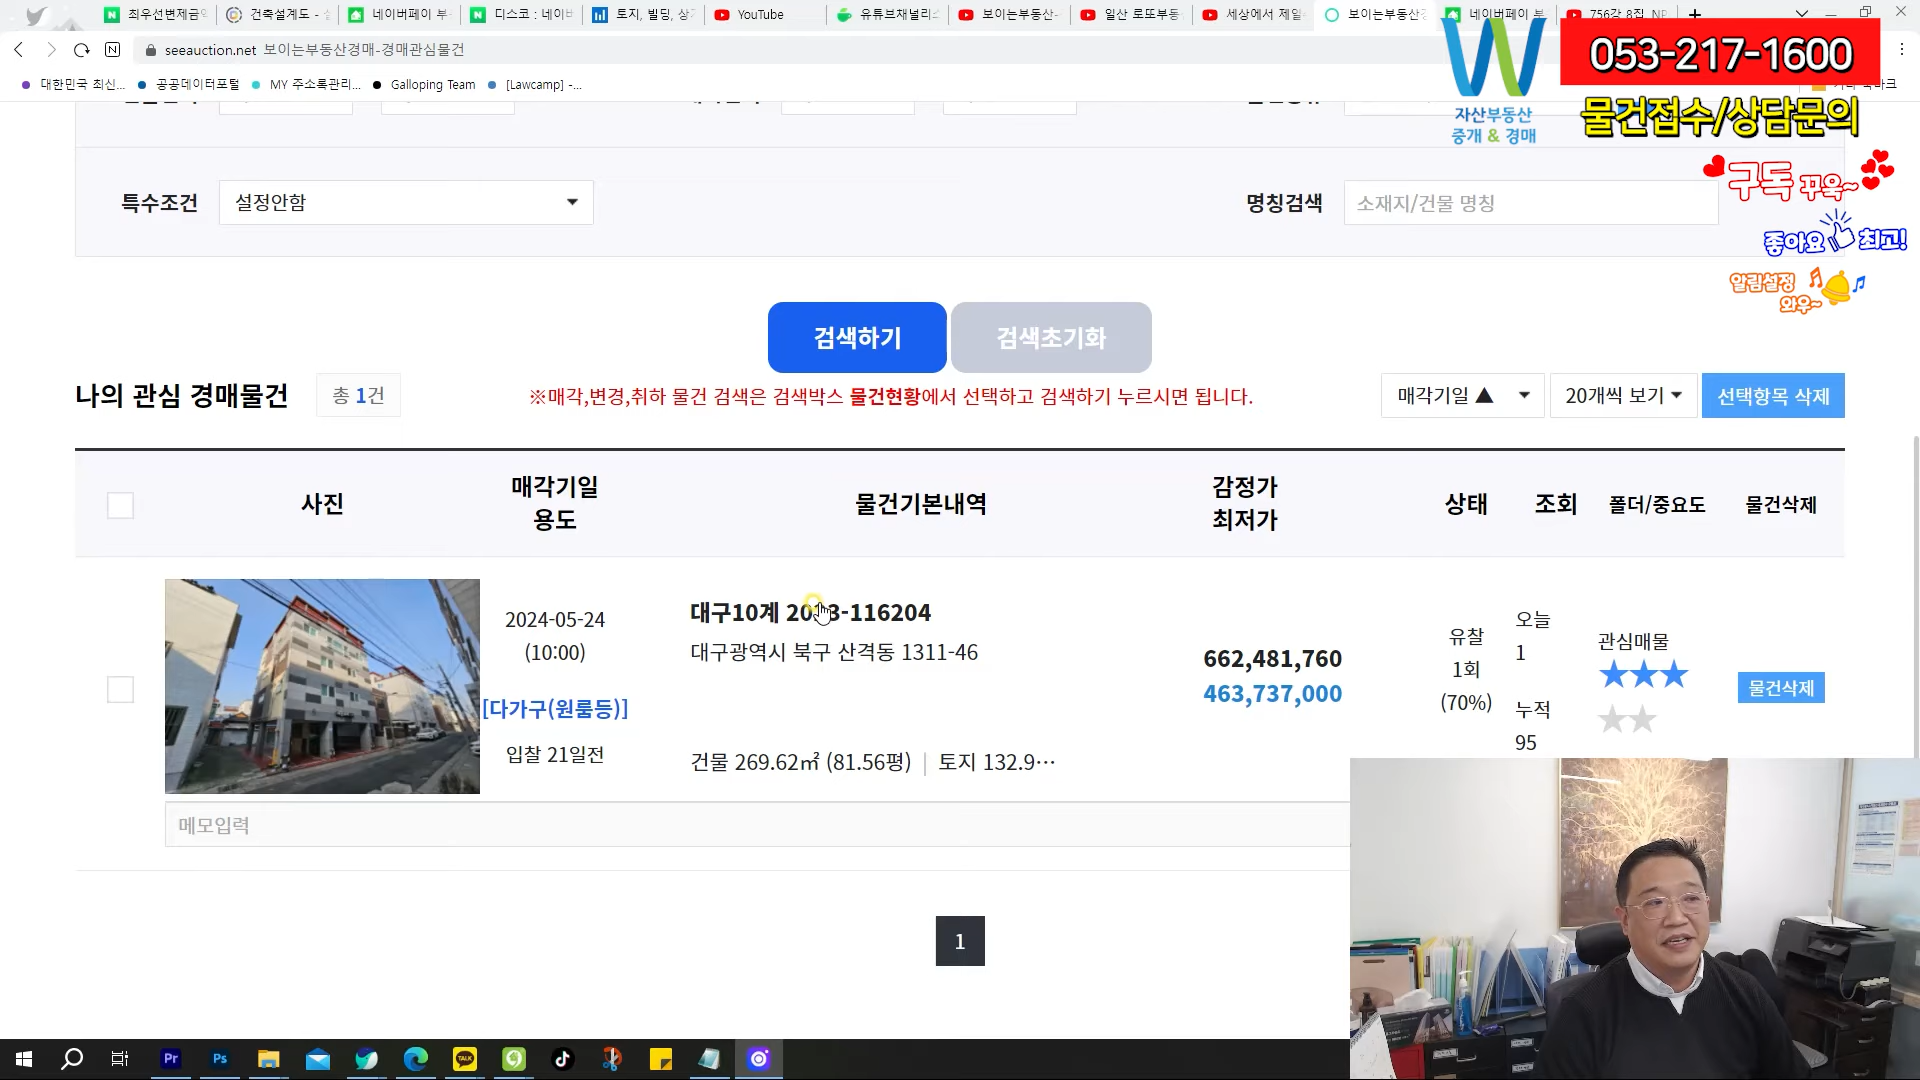 최우선변제금액
건축설계도 -
네이버페이 부
디스코 : 네이버
토지, 빌딩, 상
YouTube
유튜브채널리스
보이는부동산-
일산 로또부동
세상에서 제일
보이는부동산경
네이버페이 부
756강 8집 NP
seeauction.net 보이는부동산경매-경매관심물건
대한민국 최신... 공공데이터포털 MY 주소록관리... Galloping Team [Lawcamp] -...
053-217-1600
자산부동산
중개 & 경매
물건접수/상담문의
구독 꾸욱~
좋아요 최고!
알림설정
와우~
특수조건 설정안함 명칭검색 소재지/건물 명칭
검색하기 검색초기화
나의 관심 경매물건 총 1건 ※매각,변경,취하 물건 검색은 검색박스 물건현황에서 선택하고 검색하기 누르시면 됩니다. 매각기일 ▲ 20개씩 보기 선택항목 삭제
사진 매각기일 용도 물건기본내역 감정가 최저가 상태 조회 폴더/중요도 물건삭제
2024-05-24
(10:00)
[다가구(원룸등)]
입찰 21일전
대구10계 2023-116204
대구광역시 북구 산격동 1311-46
건물 269.62㎡ (81.56평) | 토지 132.9···
662,481,760
463,737,000
유찰
1회
(70%)
오늘
1
누적
95
관심매물
물건삭제
메모입력
1
Pr Ps TALK